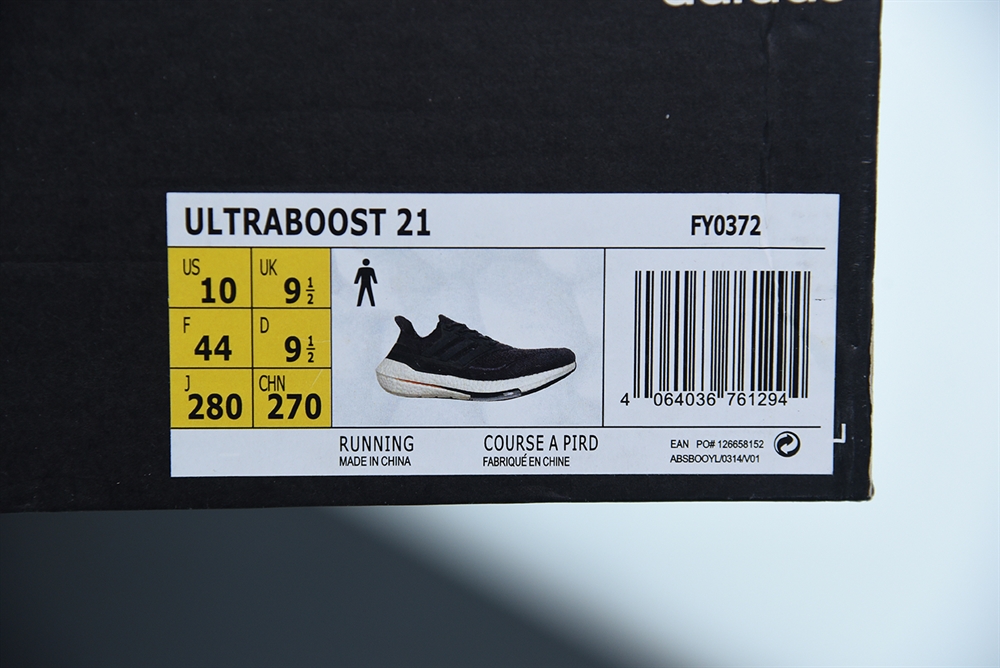 adidas
ULTRABOOST 21
FY0372
US 10 UK 9 1/2
F 44 D 9 1/2
J 280 CHN 270
4 064036 761294
RUNNING
MADE IN CHINA
COURSE A PIRD
FABRIQUÉ EN CHINE
EAN PO# 126658152
ABSBOOYL/0314/V01